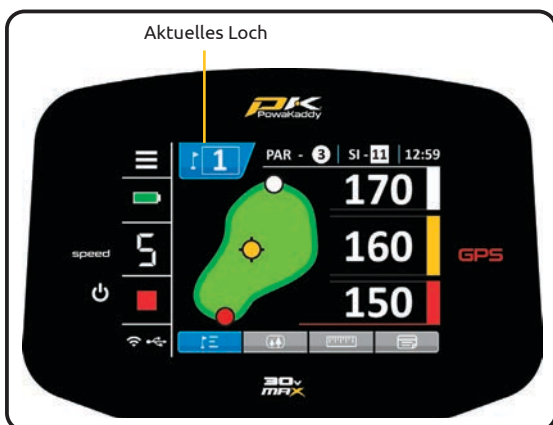 Aktuelles Loch
PK
PowaKaddy
1 PAR - 3 SI - 11 12:59
170
speed 5 160 GPS
150
30v
MAX